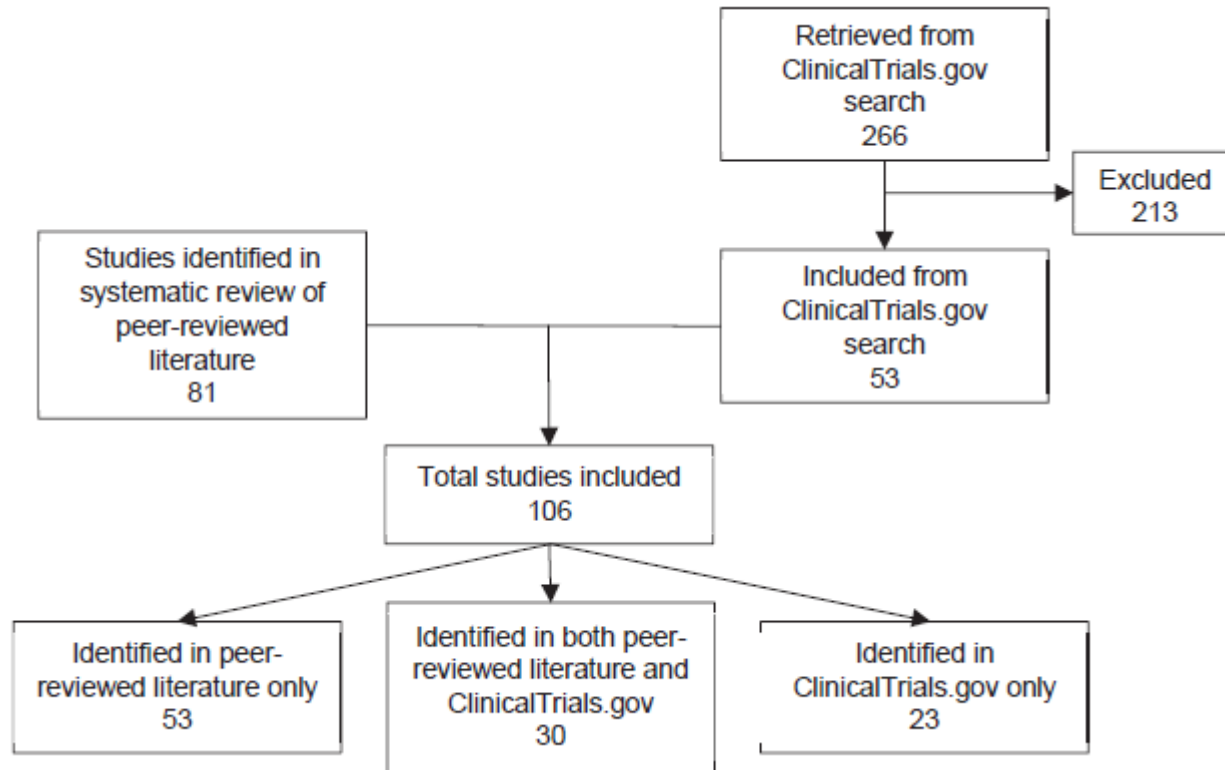 Retrieved from
ClinicalTrials.gov
search
266
Excluded
213
Studies identified in
systematic review of
peer-reviewed
literature
81
Included from
ClinicalTrials.gov
search
53
Total studies included
106
Identified in peer-
reviewed literature only
53
Identified in both peer-
reviewed literature and
ClinicalTrials.gov
30
Identified in
ClinicalTrials.gov only
23